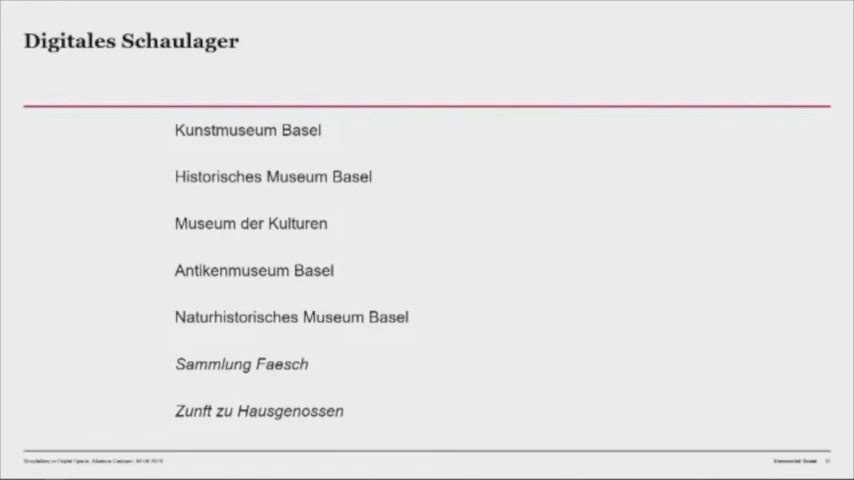 Digitales Schaulager
Kunstmuseum Basel
Historisches Museum Basel
Museum der Kulturen
Antikenmuseum Basel
Naturhistorisches Museum Basel
Sammlung Faesch
Zunft zu Hausgenossen